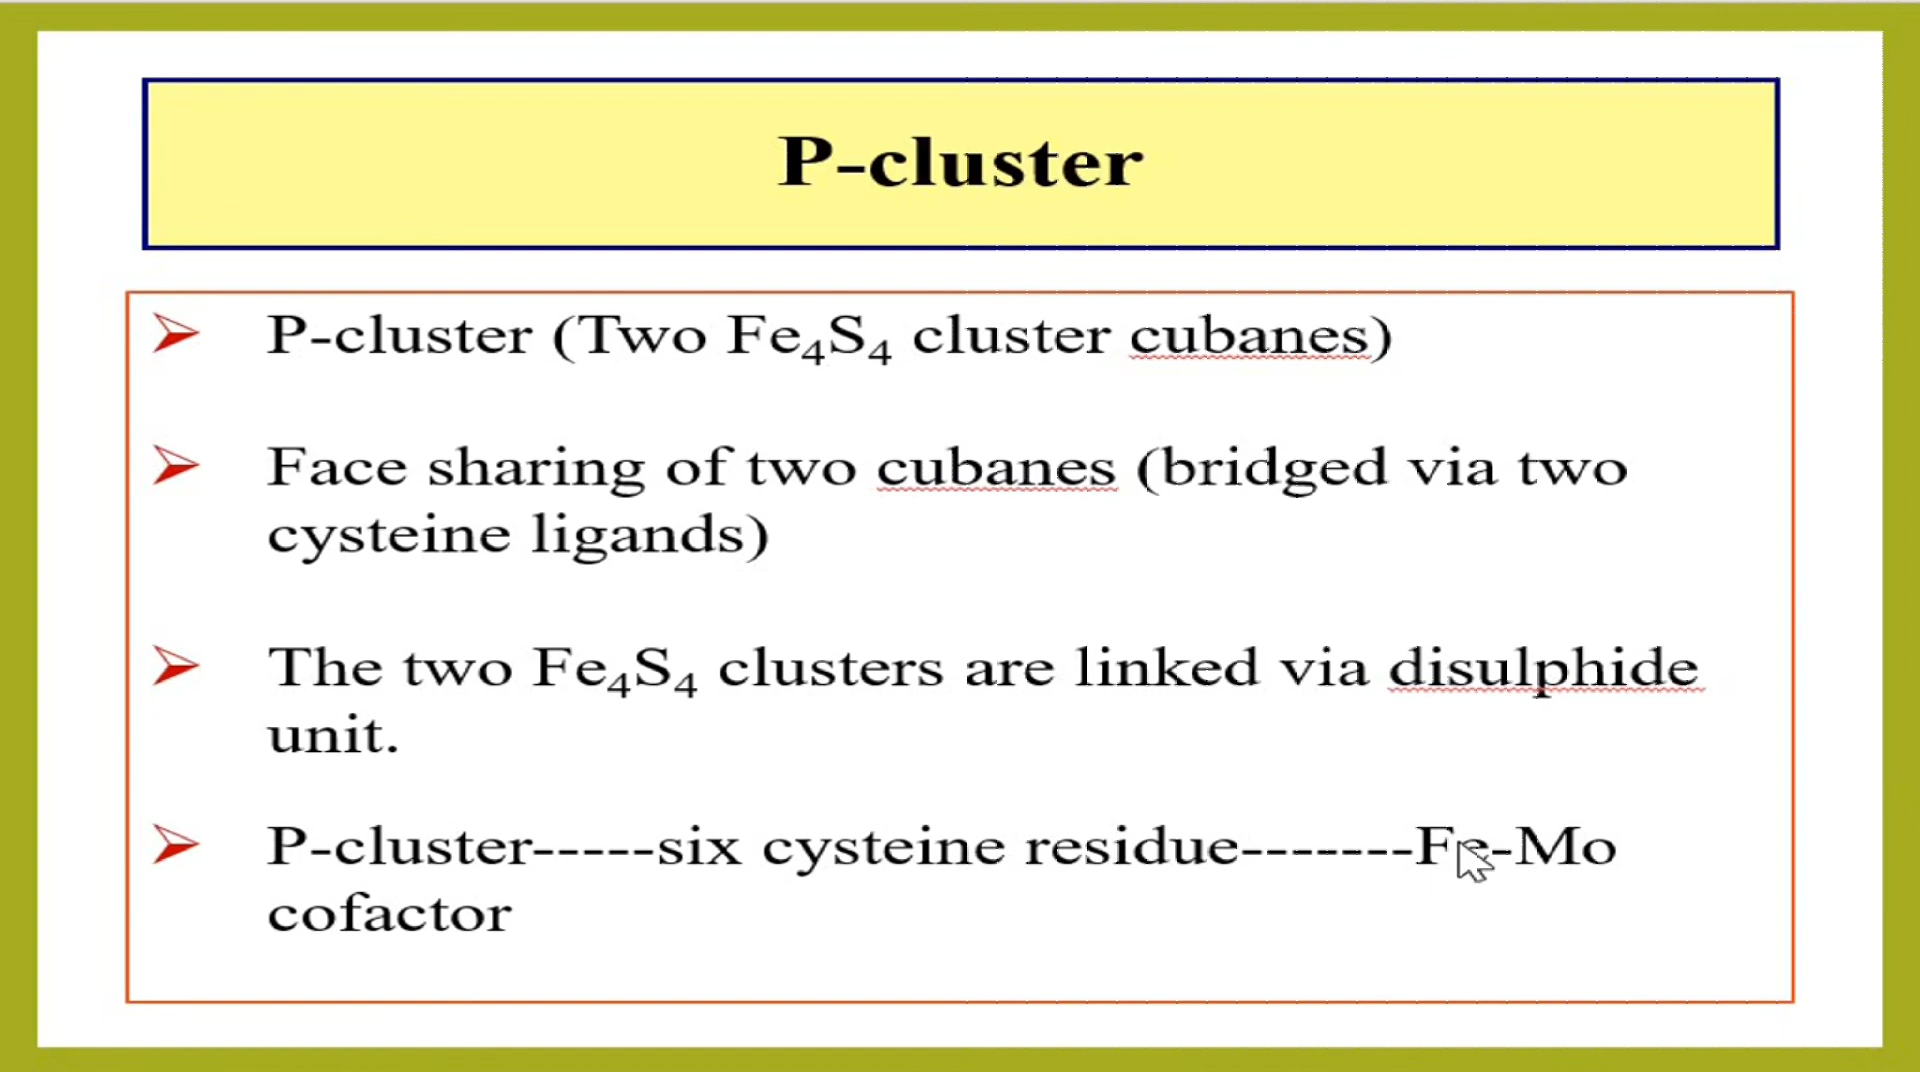 P-cluster
P-cluster (Two Fe₄S₄ cluster cubanes)
Face sharing of two cubanes (bridged via two
cysteine ligands)
The two Fe₄S₄ clusters are linked via disulphide
unit.
P-cluster-----six cysteine residue-------Fe-Mo
cofactor